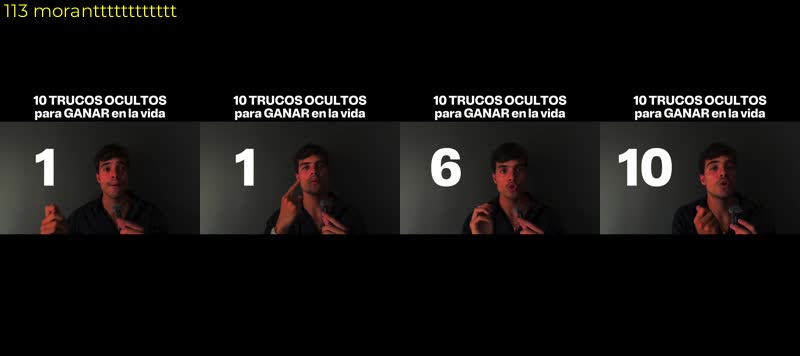 113 moranttttttttttttt
10 TRUCOS OCULTOS
para GANAR en la vida
1
10 TRUCOS OCULTOS
para GANAR en la vida
1
10 TRUCOS OCULTOS
para GANAR en la vida
6
10 TRUCOS OCULTOS
para GANAR en la vida
10